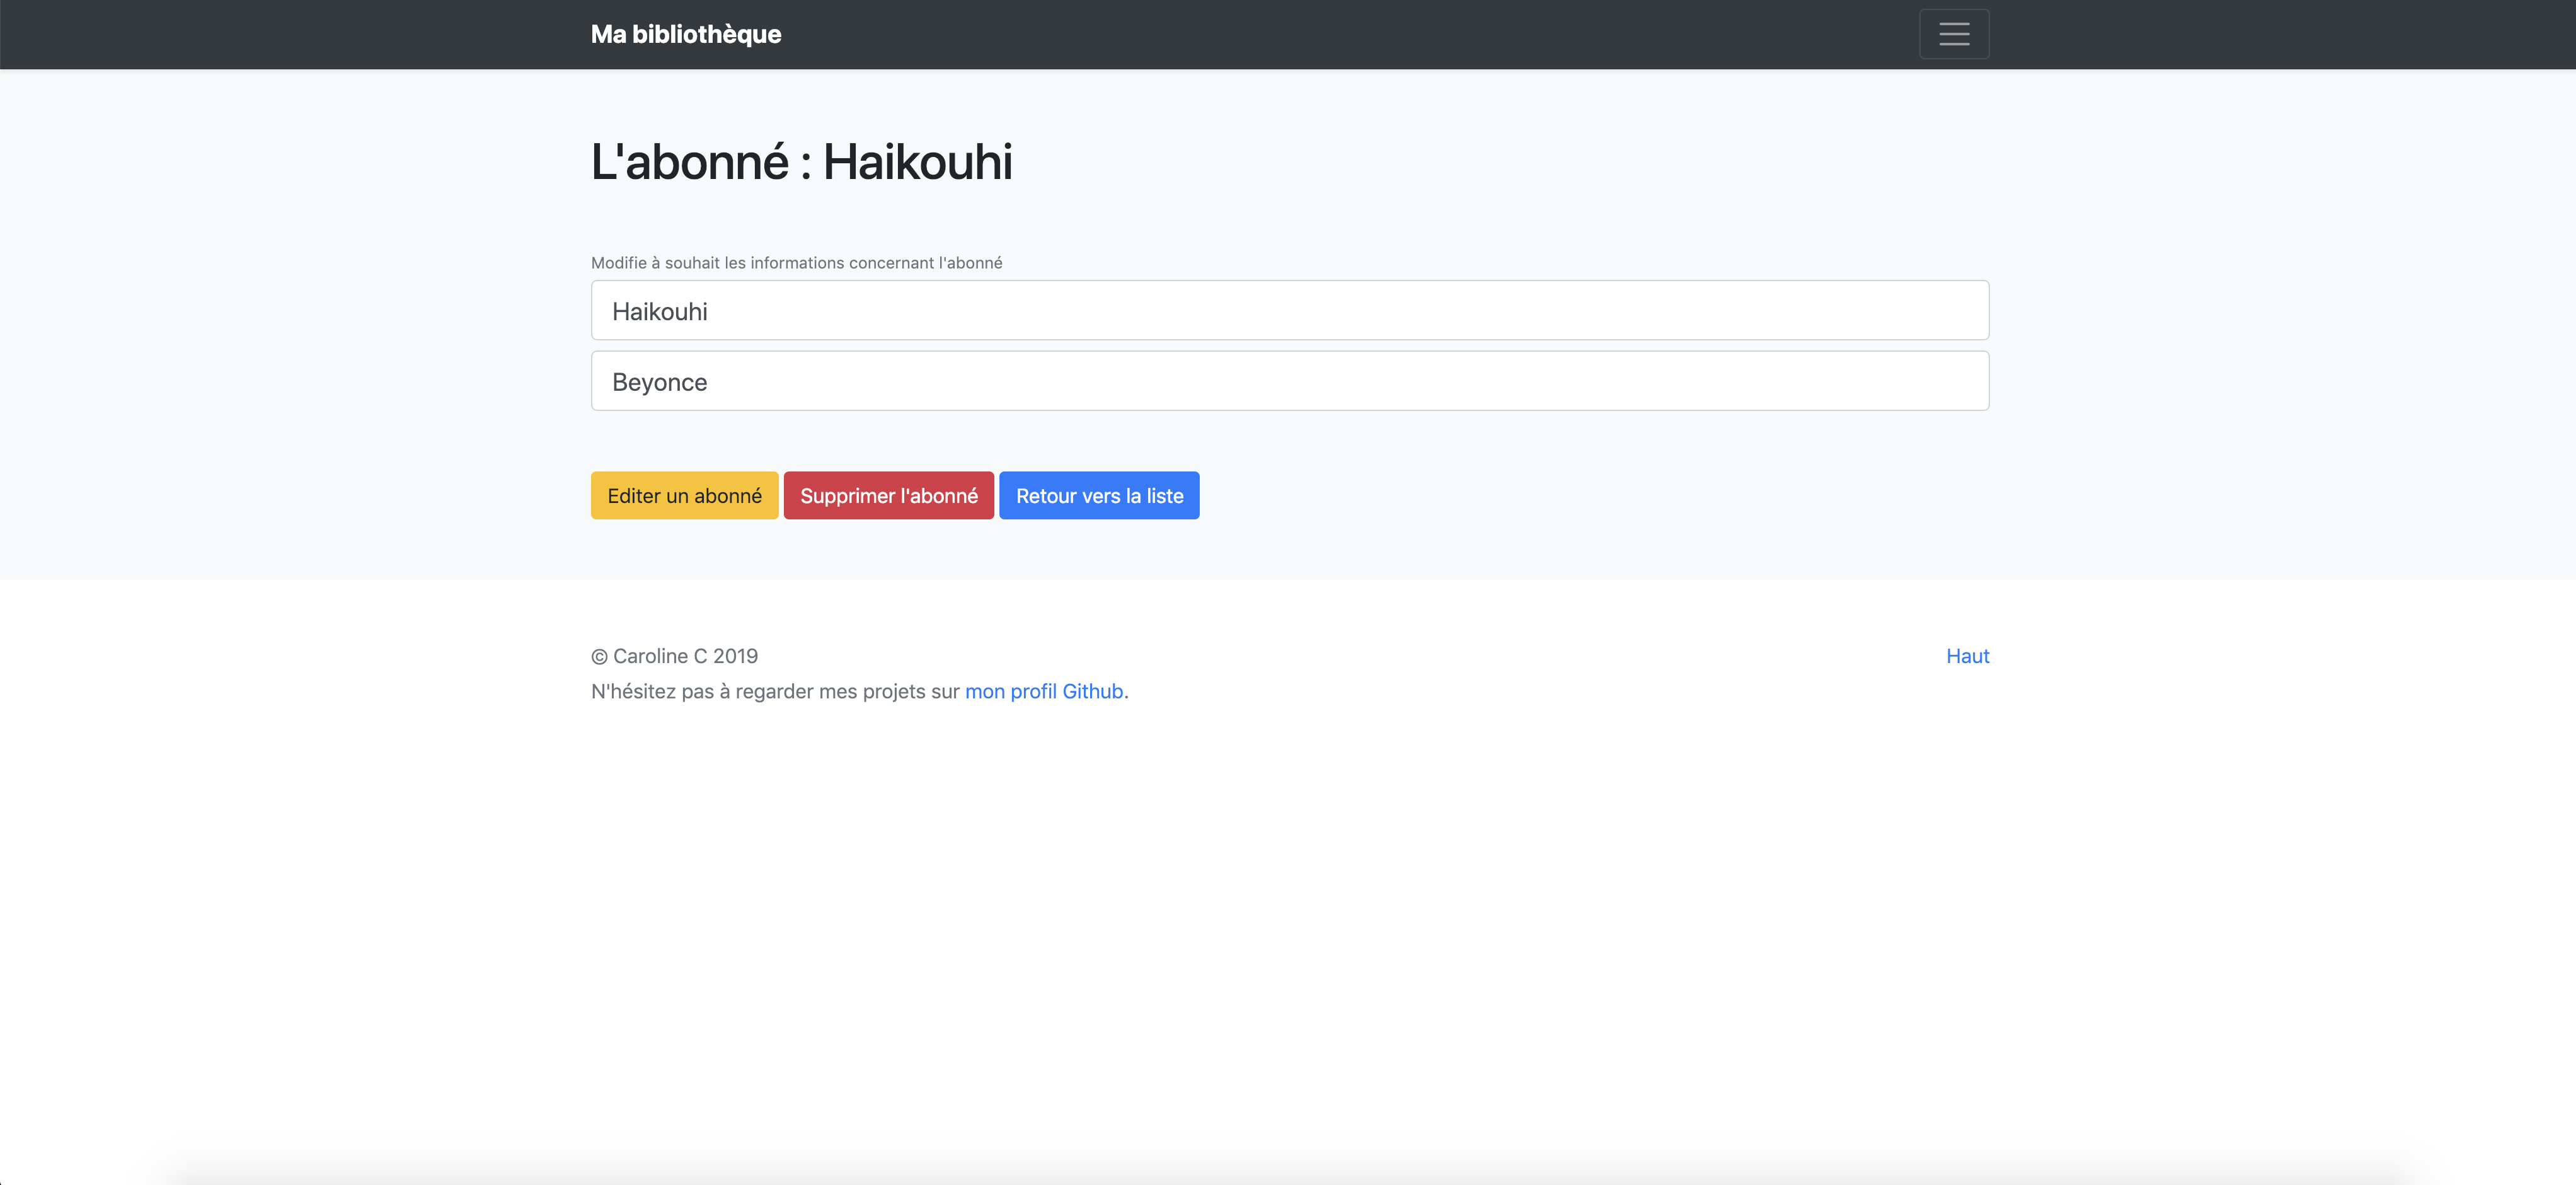 Ma bibliothèque
L'abonné : Haikouhi
Modifie à souhait les informations concernant l'abonné
Haikouhi
Beyonce
Editer un abonné Supprimer l'abonné Retour vers la liste
© Caroline C 2019 Haut
N'hésitez pas à regarder mes projets sur mon profil Github.